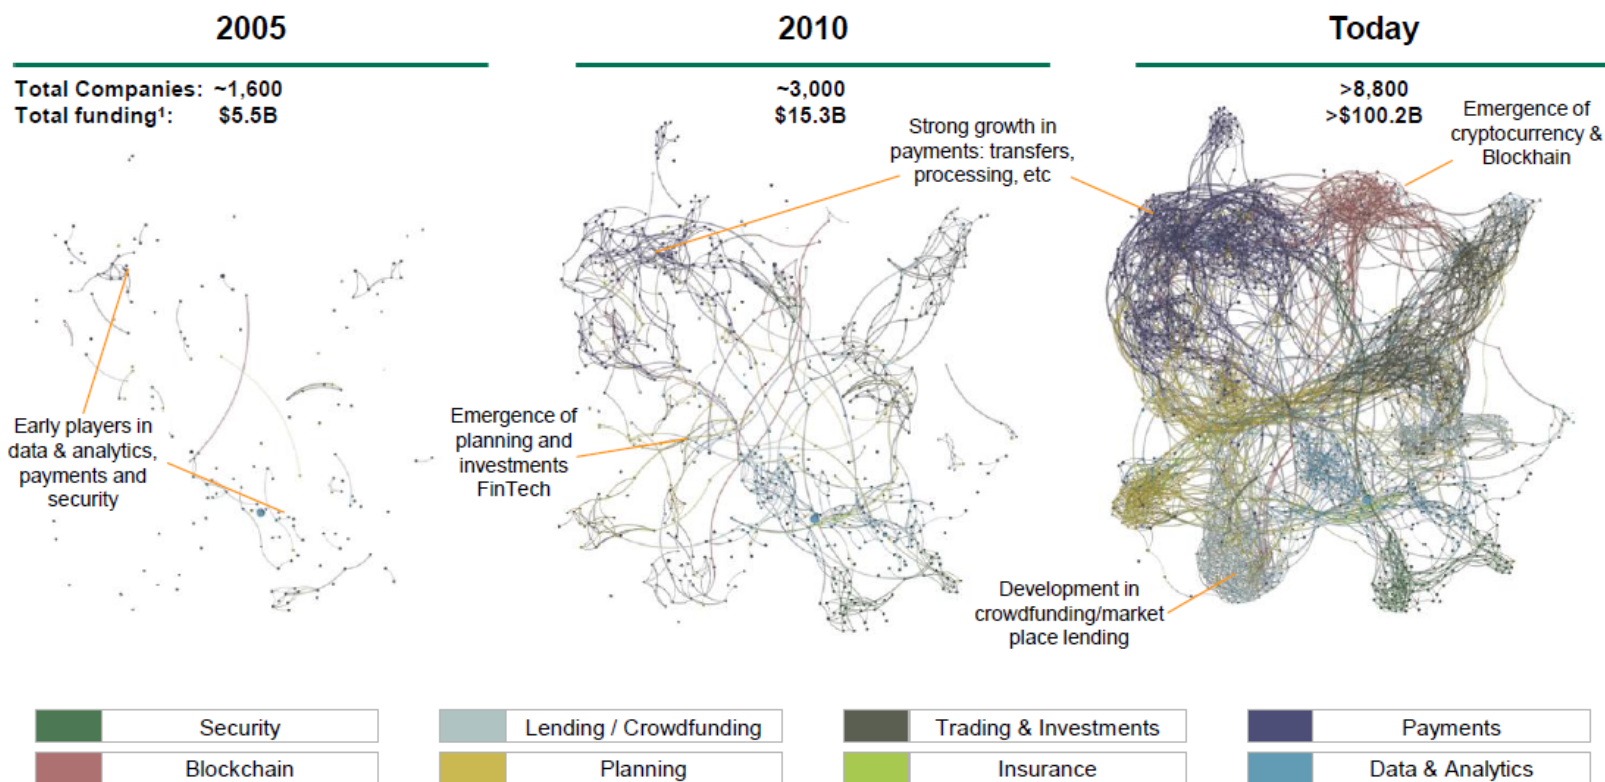 2005
2010
Today
Total Companies: ~1,600
~3,000
>8,800
Total funding¹: $5.5B
$15.3B
>$100.2B
Strong growth in
payments: transfers,
processing, etc
Emergence of
cryptocurrency &
Blockhain
Early players in
data & analytics,
payments and
security
Emergence of
planning and
investments
FinTech
Development in
crowdfunding/market
place lending
Security
Lending / Crowdfunding
Trading & Investments
Payments
Blockchain
Planning
Insurance
Data & Analytics